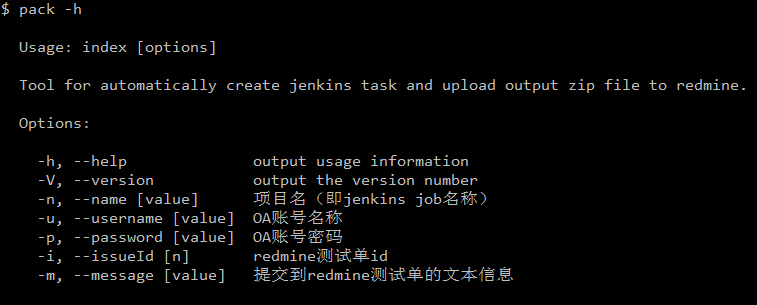 $ pack -h
Usage: index [options]
Tool for automatically create jenkins task and upload output zip file to redmine.
Options:
-h, --help output usage information
-V, --version output the version number
-n, --name [value] 项目名（即jenkins job名称）
-u, --username [value] OA账号名称
-p, --password [value] OA账号密码
-i, --issueId [n] redmine测试单id
-m, --message [value] 提交到redmine测试单的文本信息